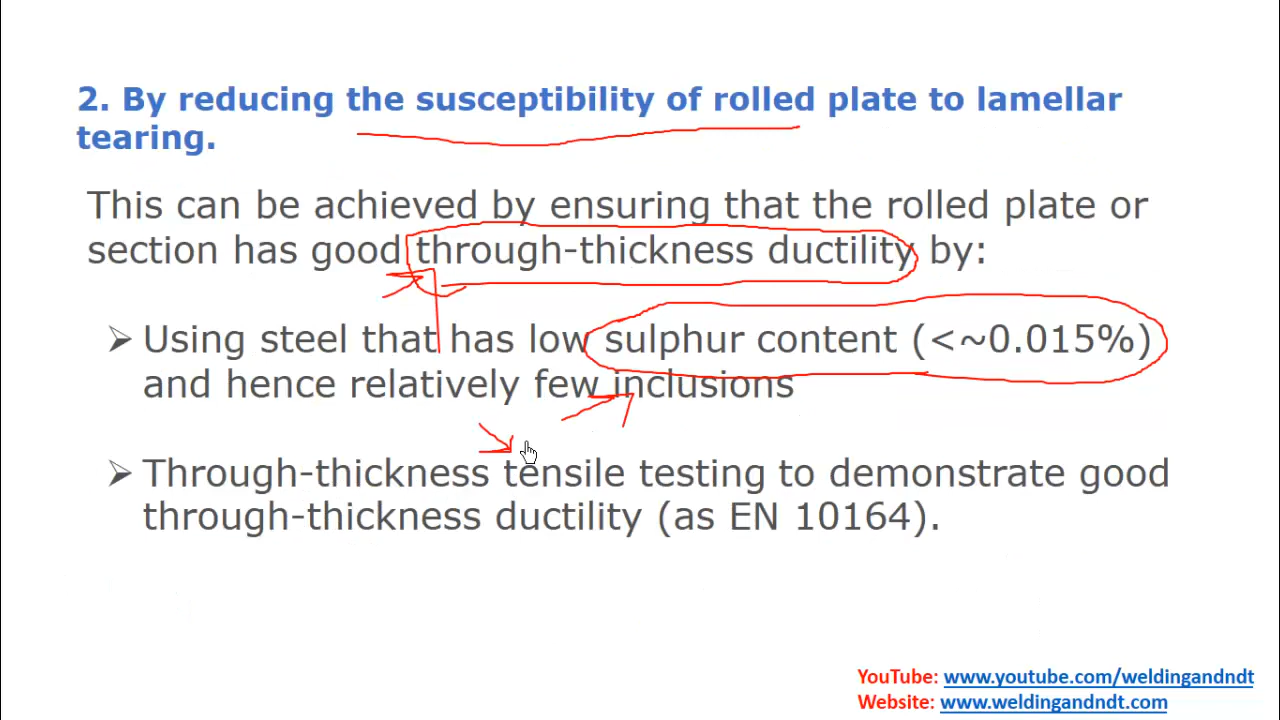 2. By reducing the susceptibility of rolled plate to lamellar
tearing.
This can be achieved by ensuring that the rolled plate or
section has good through-thickness ductility by:
➢ Using steel that has low sulphur content (<~0.015%)
and hence relatively few inclusions
➢ Through-thickness tensile testing to demonstrate good
through-thickness ductility (as EN 10164).
YouTube: www.youtube.com/weldingandndt
Website: www.weldingandndt.com